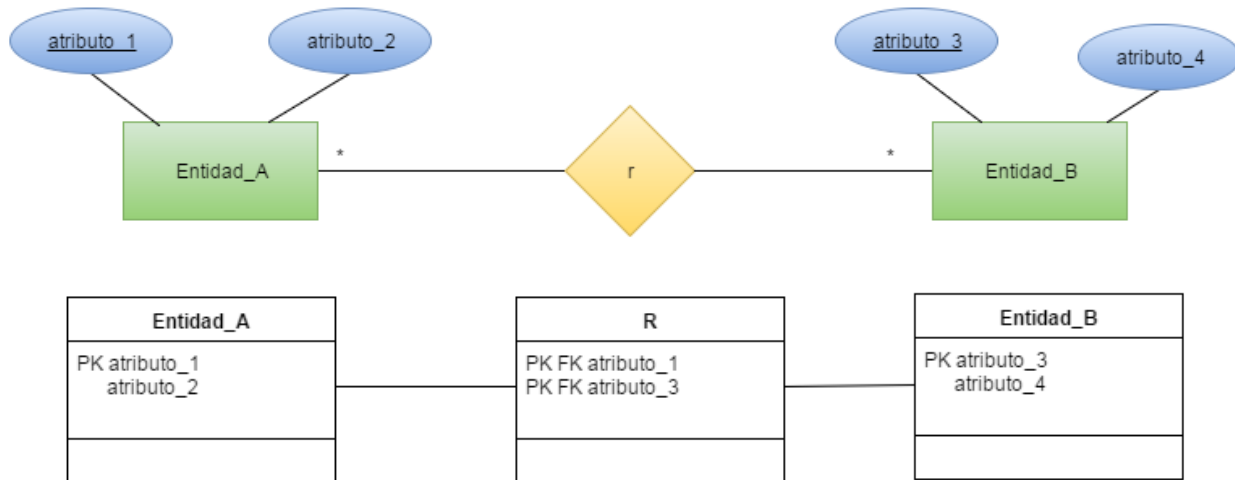 atributo_1
atributo_2
atributo_3
atributo_4
Entidad_A
*
r
*
Entidad_B
Entidad_A
PK atributo_1
atributo_2
R
PK FK atributo_1
PK FK atributo_3
Entidad_B
PK atributo_3
atributo_4